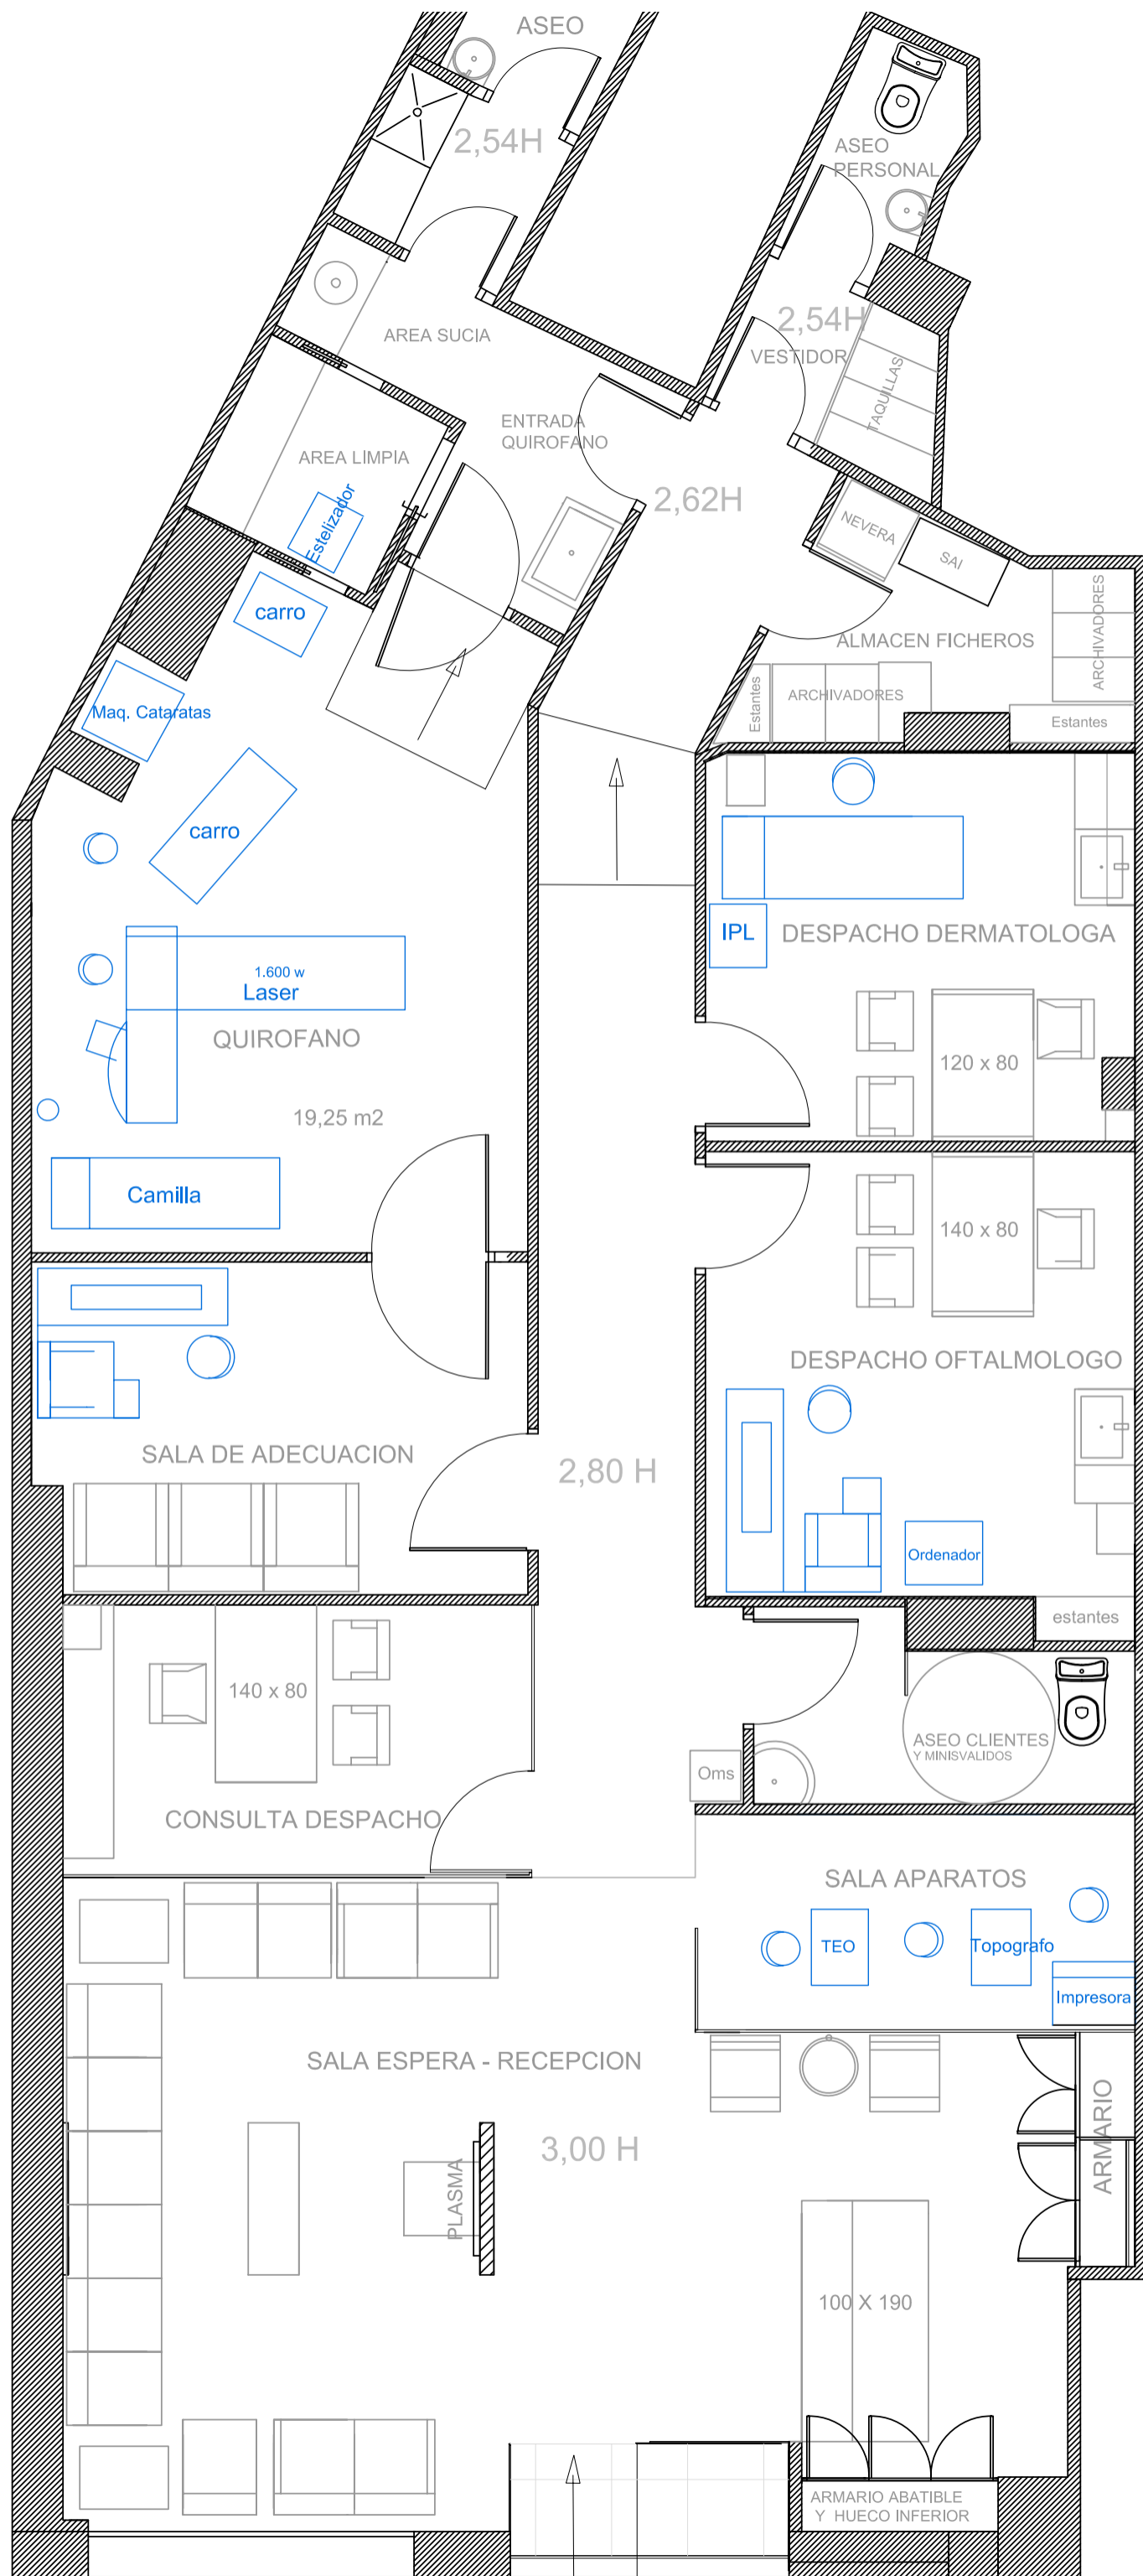 ASEO
2,54H
ASEO
PERSONAL
2,54H
VESTIDOR
TAQUILLAS
AREA SUCIA
ENTRADA
QUIROFANO
AREA LIMPIA
Estelizador
2,62H
NEVERA
SAI
ARCHIVADORES
ALMACEN FICHEROS
Estantes
ARCHIVADORES
Estantes
carro
Maq. Cataratas
carro
IPL
DESPACHO DERMATOLOGA
1.600 w
Laser
QUIROFANO
120 x 80
19,25 m2
Camilla
140 x 80
DESPACHO OFTALMOLOGO
SALA DE ADECUACION
2,80 H
Ordenador
estantes
140 x 80
ASEO CLIENTES
Y MINISVALIDOS
Oms
CONSULTA DESPACHO
SALA APARATOS
TEO
Topografo
Impresora
SALA ESPERA - RECEPCION
ARMARIO
3,00 H
PLASMA
100 X 190
ARMARIO ABATIBLE
Y HUECO INFERIOR